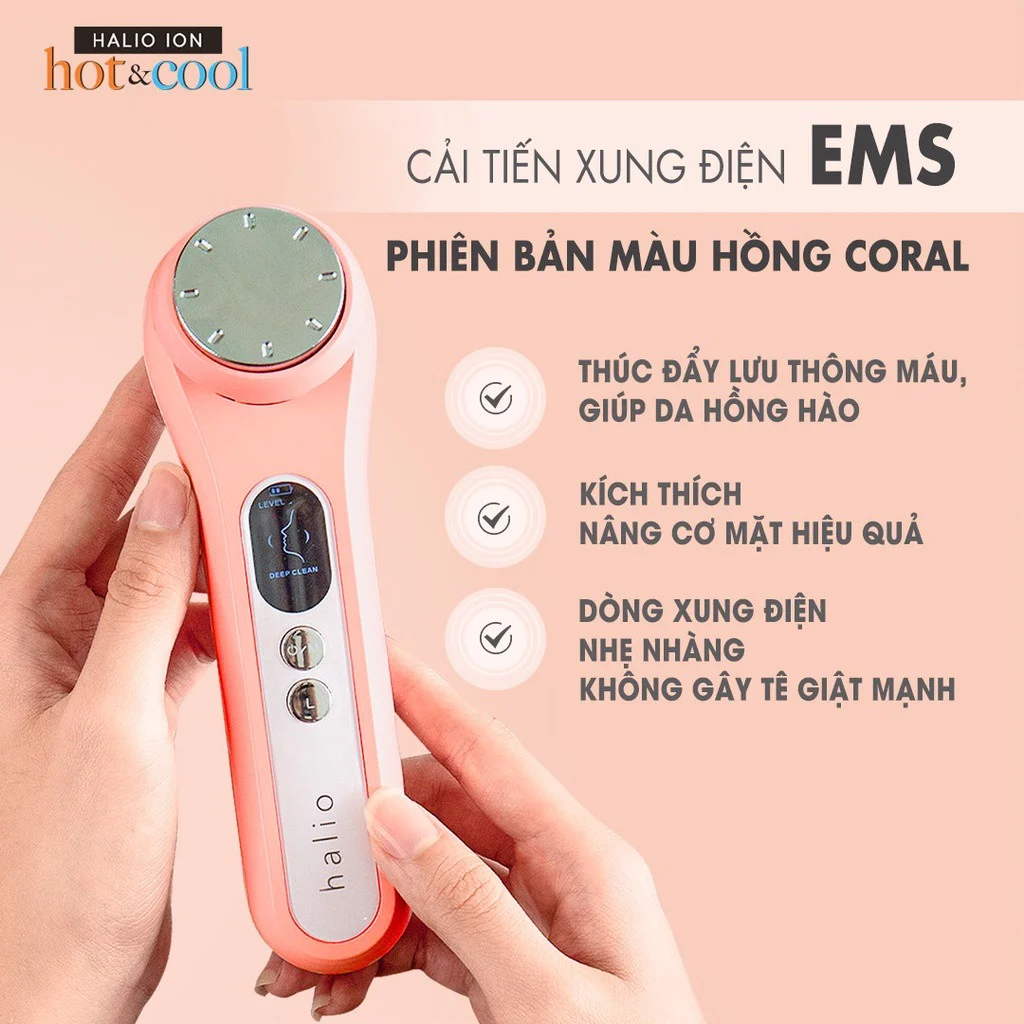 HALIO ION
hot&cool
CẢI TIẾN XUNG ĐIỆN EMS
PHIÊN BẢN MÀU HỒNG CORAL
THÚC ĐẨY LƯU THÔNG MÁU,
GIÚP DA HỒNG HÀO
KÍCH THÍCH
NÂNG CƠ MẶT HIỆU QUẢ
DÒNG XUNG ĐIỆN
NHẸ NHÀNG
KHÔNG GÂY TÊ GIẬT MẠNH
LEVEL
DEEP CLEAN
L
halio